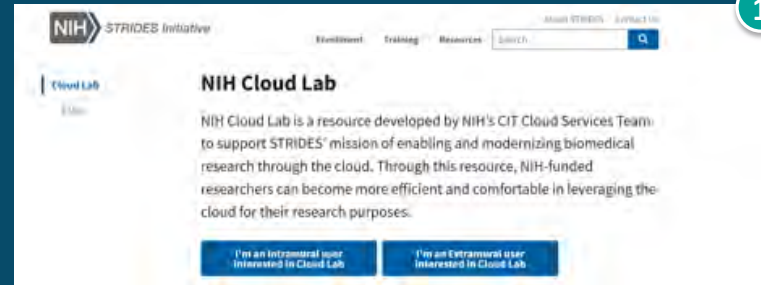 1
NIH STRIDES Initiative
About STRIDES Contact Us
Enrollment Training Resources Search
Cloud Lab
NIH Cloud Lab
NIH Cloud Lab is a resource developed by NIH's CIT Cloud Services Team
to support STRIDES' mission of enabling and modernizing biomedical
research through the cloud. Through this resource, NIH-funded
researchers can become more efficient and comfortable in leveraging the
cloud for their research purposes.
I'm an Intramural user
interested in Cloud Lab
I'm an Extramural user
interested in Cloud Lab